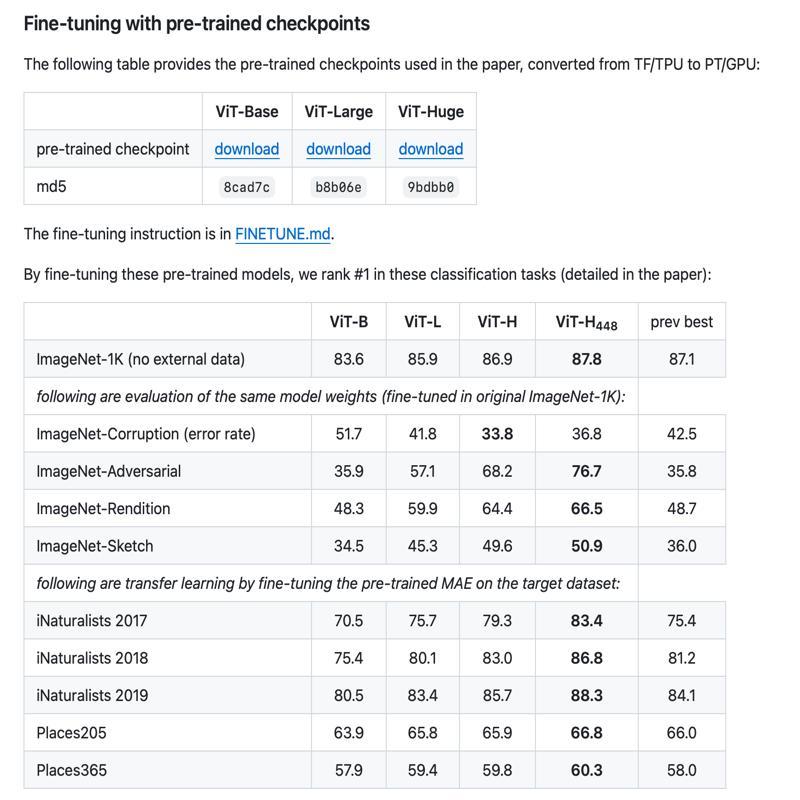 Fine-tuning with pre-trained checkpoints
The following table provides the pre-trained checkpoints used in the paper, converted from TF/TPU to PT/GPU:
ViT-Base ViT-Large ViT-Huge
pre-trained checkpoint download download download
md5 8cad7c b8b06e 9bdbb0
The fine-tuning instruction is in FINETUNE.md.
By fine-tuning these pre-trained models, we rank #1 in these classification tasks (detailed in the paper):
ViT-B ViT-L ViT-H ViT-H448 prev best
ImageNet-1K (no external data) 83.6 85.9 86.9 87.8 87.1
following are evaluation of the same model weights (fine-tuned in original ImageNet-1K):
ImageNet-Corruption (error rate) 51.7 41.8 33.8 36.8 42.5
ImageNet-Adversarial 35.9 57.1 68.2 76.7 35.8
ImageNet-Rendition 48.3 59.9 64.4 66.5 48.7
ImageNet-Sketch 34.5 45.3 49.6 50.9 36.0
following are transfer learning by fine-tuning the pre-trained MAE on the target dataset:
iNaturalists 2017 70.5 75.7 79.3 83.4 75.4
iNaturalists 2018 75.4 80.1 83.0 86.8 81.2
iNaturalists 2019 80.5 83.4 85.7 88.3 84.1
Places205 63.9 65.8 65.9 66.8 66.0
Places365 57.9 59.4 59.8 60.3 58.0